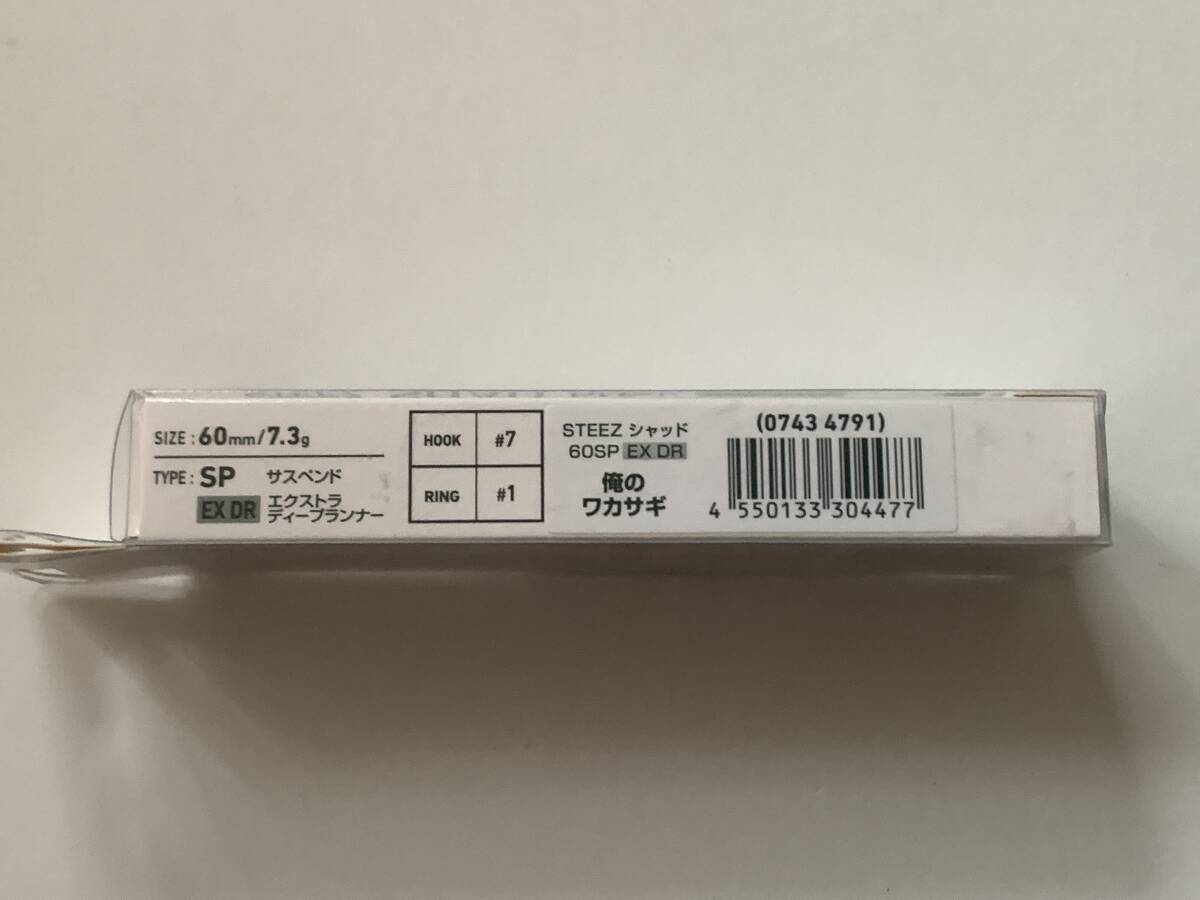 SIZE : 60mm/7.3g
TYPE : SP サスペンド
EX DR エクストラ
ディープランナー
HOOK #7
RING #1
STEEZ シャッド
60SP EX DR
俺の
ワカサギ
(0743 4791)
4 550133 304477